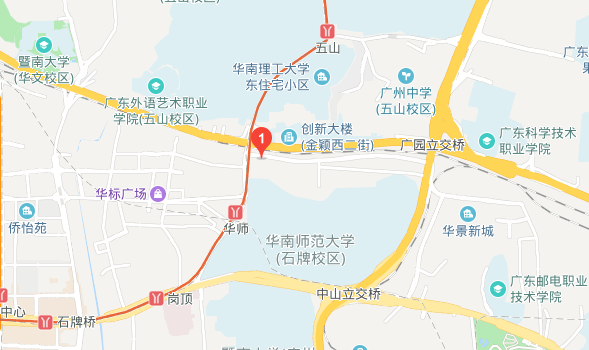 五山
暨南大学
(华文校区)
华南理工大学
东住宅小区
广州中学
(五山校区)
广东外语艺术职业
学院(五山校区)
1
创新大楼
(金颖西二街)
广园立交桥
广东科学技术
职业学院
华标广场
侨怡苑
华师
华南师范大学
(石牌校区)
华景新城
岗顶
中山立交桥
广东邮电职业
技术学院
中心
石牌桥